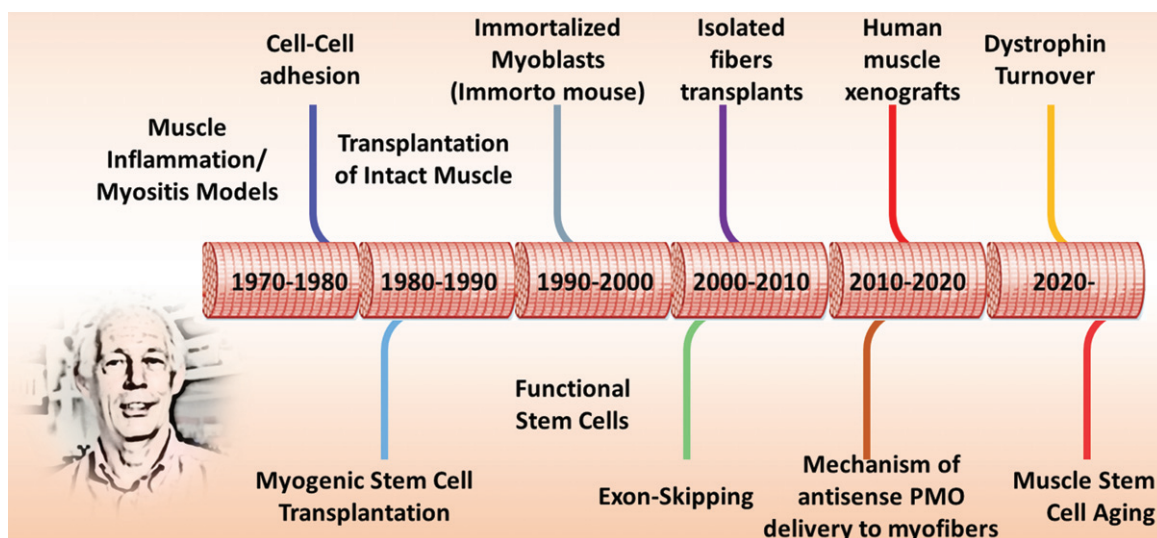 Cell-Cell
adhesion
Immortalized
Myoblasts
(Immorto mouse)
Isolated
fibers
transplants
Human
muscle
xenografts
Dystrophin
Turnover
Muscle
Inflammation/
Myositis Models
Transplantation
of Intact Muscle
1970-1980
1980-1990
1990-2000
2000-2010
2010-2020
2020-
Functional
Stem Cells
Myogenic Stem Cell
Transplantation
Exon-Skipping
Mechanism of
antisense PMO
delivery to myofibers
Muscle Stem
Cell Aging